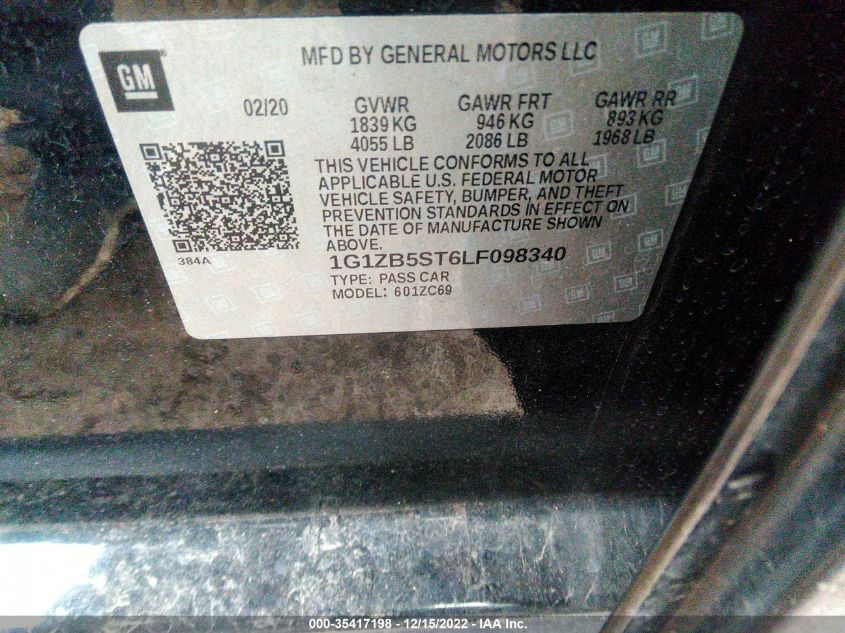 GM
MFD BY GENERAL MOTORS LLC
02/20 GVWR GAWR FRT GAWR RR
1839 KG 946 KG 893 KG
4055 LB 2086 LB 1968 LB
THIS VEHICLE CONFORMS TO ALL
APPLICABLE U.S. FEDERAL MOTOR
VEHICLE SAFETY, BUMPER, AND THEFT
PREVENTION STANDARDS IN EFFECT ON
THE DATE OF MANUFACTURE SHOWN
ABOVE.
384A
1G1ZB5ST6LF098340
TYPE: PASS CAR
MODEL: 601ZC69
000-35417198 - 12/15/2022 - IAA Inc.